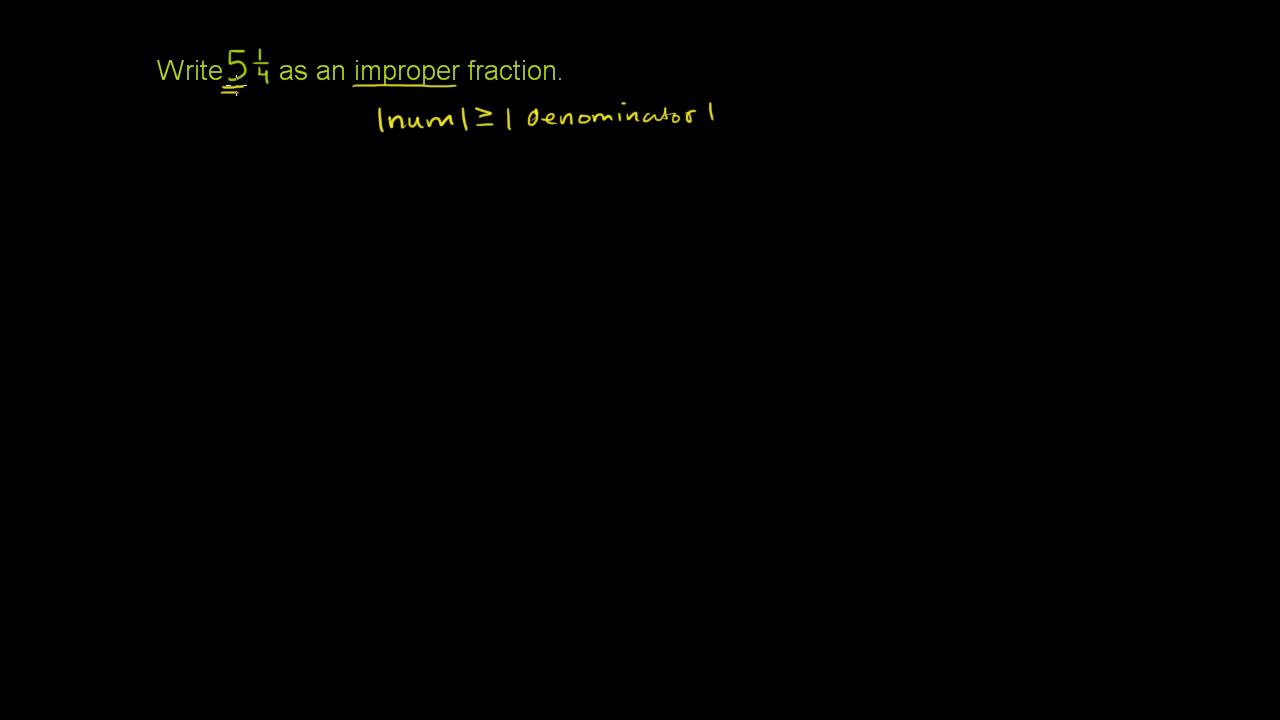 Write 5 1/4 as an improper fraction.
|num| ≥ | denominator |